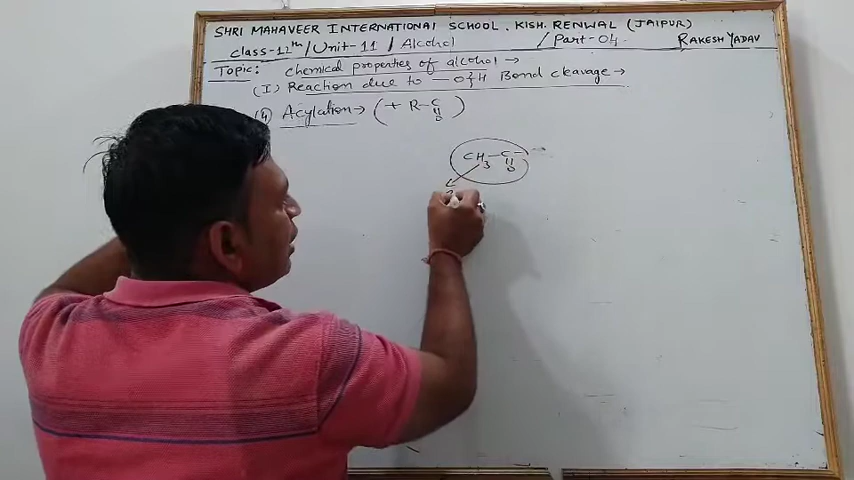 SHRI MAHAVEER INTERNATIONAL SCHOOL. KISH. RENWAL (JAIPUR)
Class-12th / Unit-11 / Alcohol / Part-04 RAKESH YADAV
Topic: chemical properties of alcohol →
(I) Reaction due to -O{H Bond cleavage →
Acylation → (+ R-C=O)
CH3-C-
O